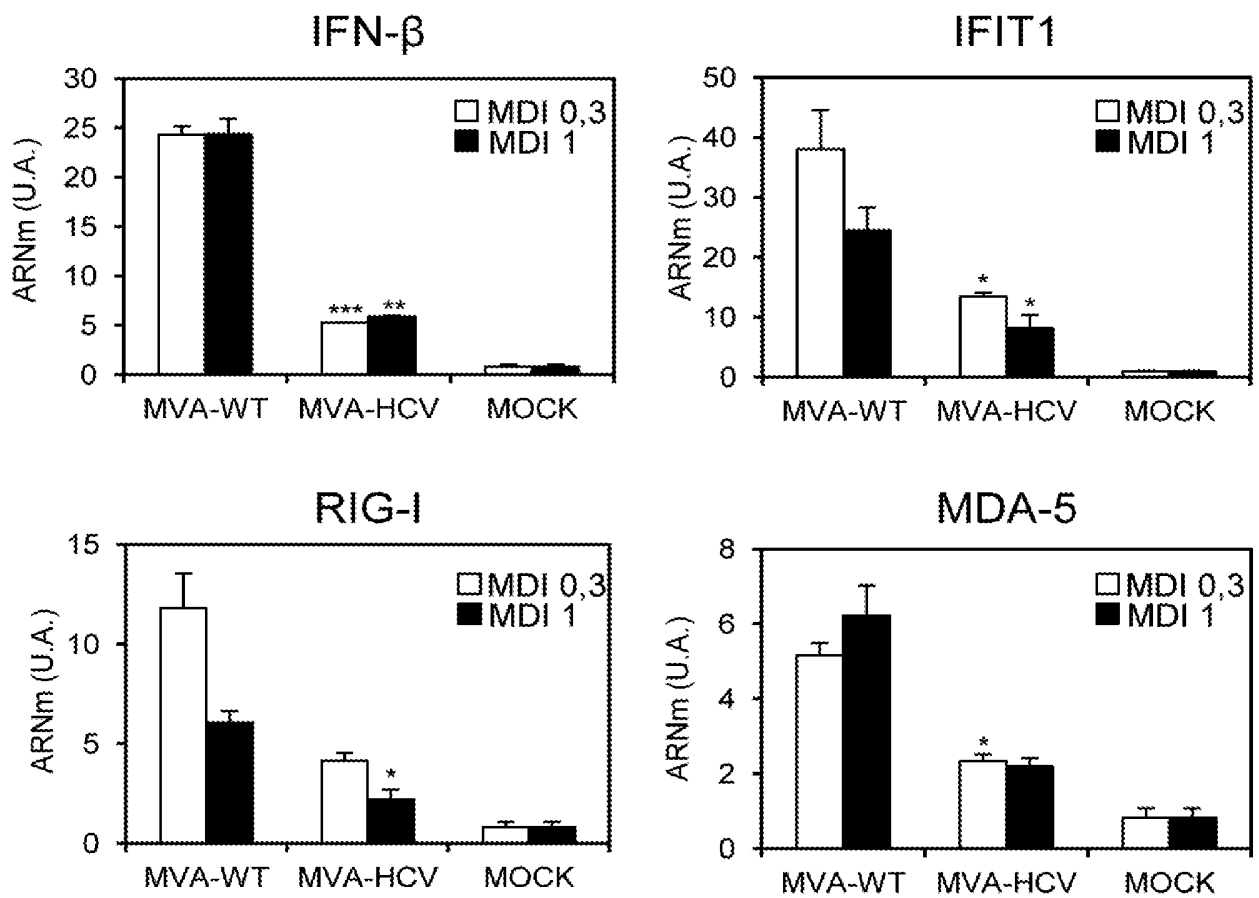 IFN-β
ARNm (U.A.)
30
25
20
15
10
5
0
MDI 0,3
MDI 1
*** **
MVA-WT MVA-HCV MOCK
IFIT1
ARNm (U.A.)
50
40
30
20
10
0
MDI 0,3
MDI 1
* *
MVA-WT MVA-HCV MOCK
RIG-I
ARNm (U.A.)
15
10
5
0
MDI 0,3
MDI 1
*
MVA-WT MVA-HCV MOCK
MDA-5
ARNm (U.A.)
8
6
4
2
0
MDI 0,3
MDI 1
*
MVA-WT MVA-HCV MOCK